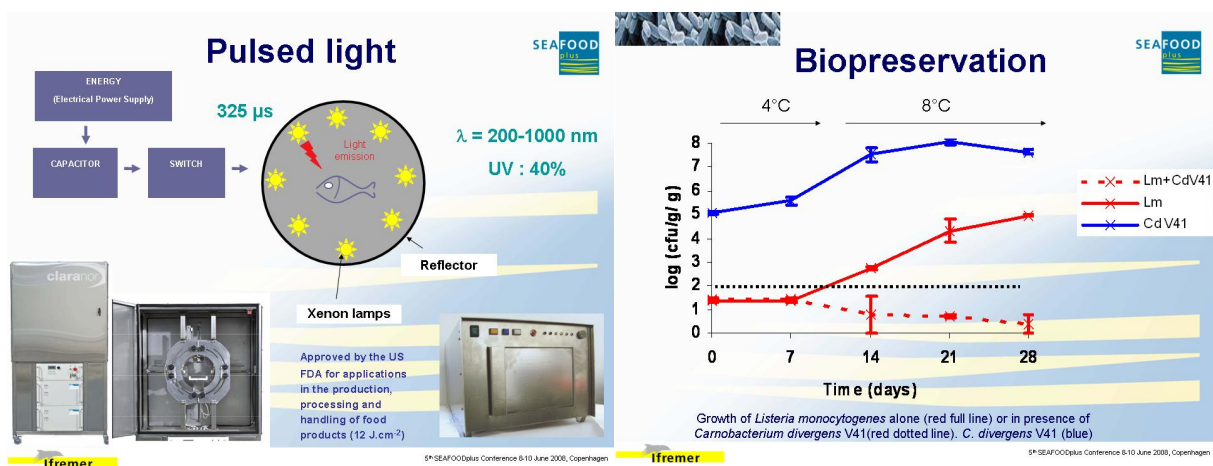 Pulsed light
SEAFOOD
plus
ENERGY
(Electrical Power Supply)
CAPACITOR
SWITCH
325 µs
Light
emission
λ = 200-1000 nm
UV : 40%
Reflector
Xenon lamps
claranor
Approved by the US
FDA for applications
in the production,
processing and
handling of food
products (12 J.cm-2)
Ifremer
5th SEAFOODplus Conference 8-10 June 2008, Copenhagen
Biopreservation
SEAFOOD
plus
4°C
8°C
log (cfu/g/ g)
8
7
6
5
4
3
2
1
0
0 7 14 21 28
Time (days)
Lm+CdV41
Lm
Cd V41
Growth of Listeria monocytogenes alone (red full line) or in presence of
Carnobacterium divergens V41(red dotted line). C. divergens V41 (blue)
Ifremer
5th SEAFOODplus Conference 8-10 June 2008, Copenhagen